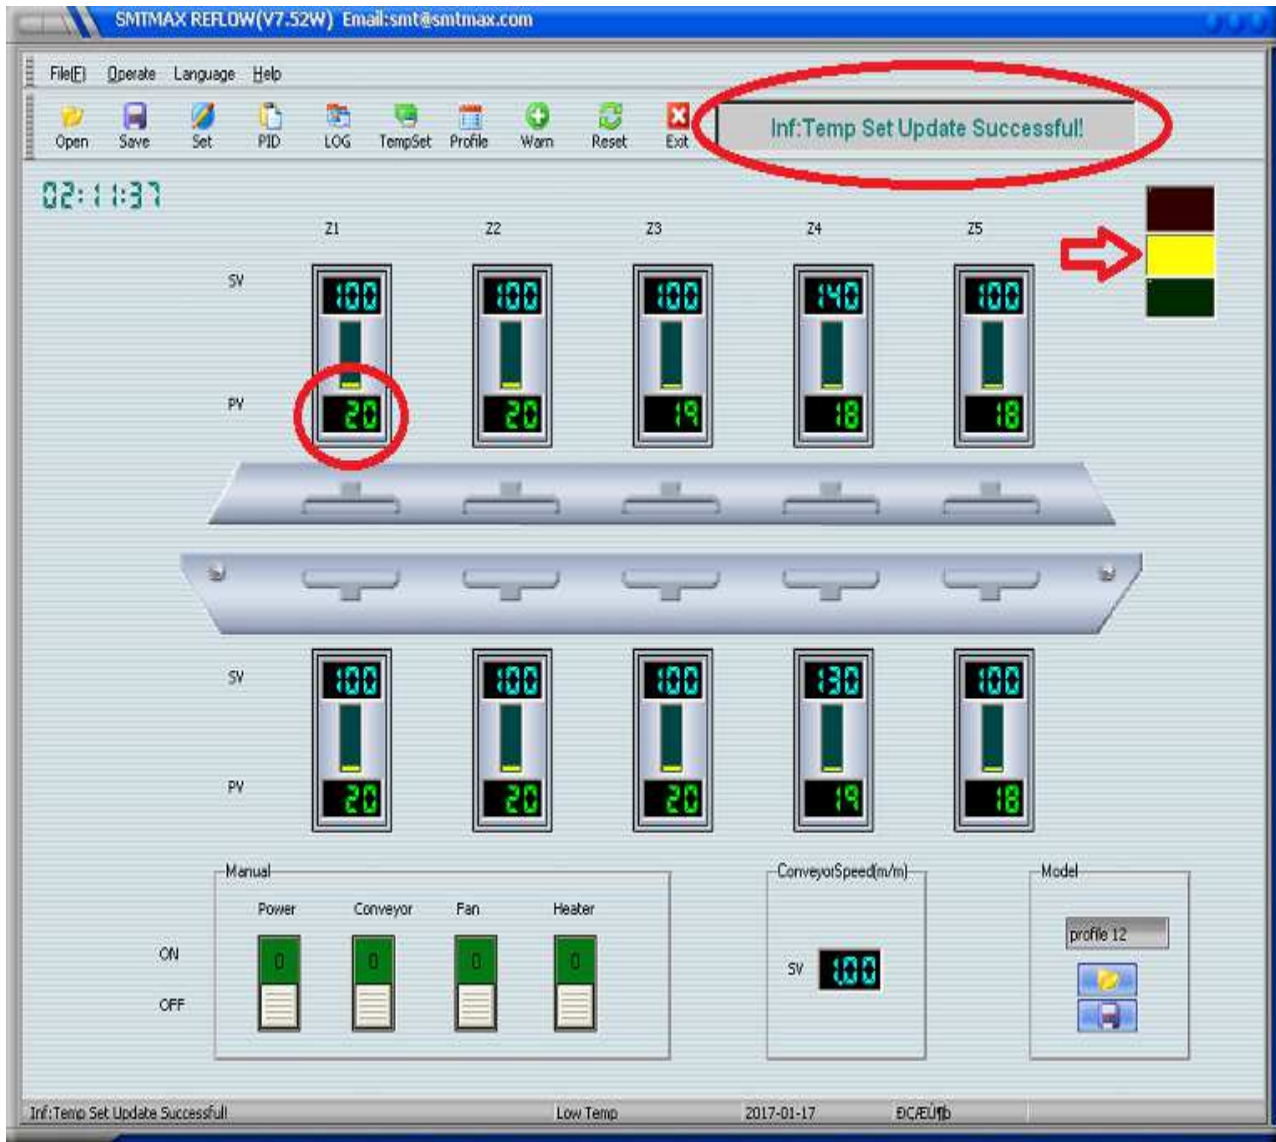 SMTMAX REFLOW(V7.52W) Email:smt@smtmax.com
File(F) Operate Language Help
Open Save Set PID LOG TempSet Profile Warn Reset Exit
Inf:Temp Set Update Successful!
02:11:37
Z1 Z2 Z3 Z4 Z5
SV 100 100 100 140 100
PV 20 20 19 18 18
SV 100 100 100 130 100
PV 20 20 20 19 18
Manual ConveyorSpeed(m/m) Model
Power Conveyor Fan Heater
profile 12
ON 0 0 0 0
SV 1.00
OFF
Inf:Temp Set Update Successful! Low Temp 2017-01-17 ÐÇÆÚ¶þ